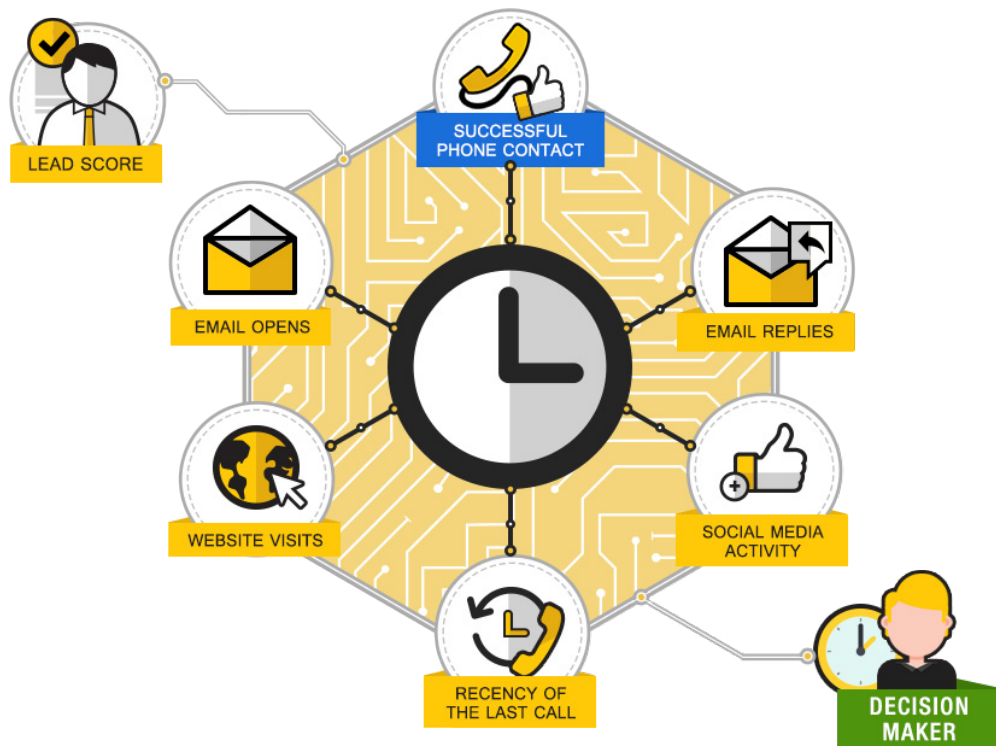 LEAD SCORE
SUCCESSFUL
PHONE CONTACT
EMAIL OPENS
EMAIL REPLIES
WEBSITE VISITS
SOCIAL MEDIA
ACTIVITY
RECENCY OF
THE LAST CALL
DECISION
MAKER